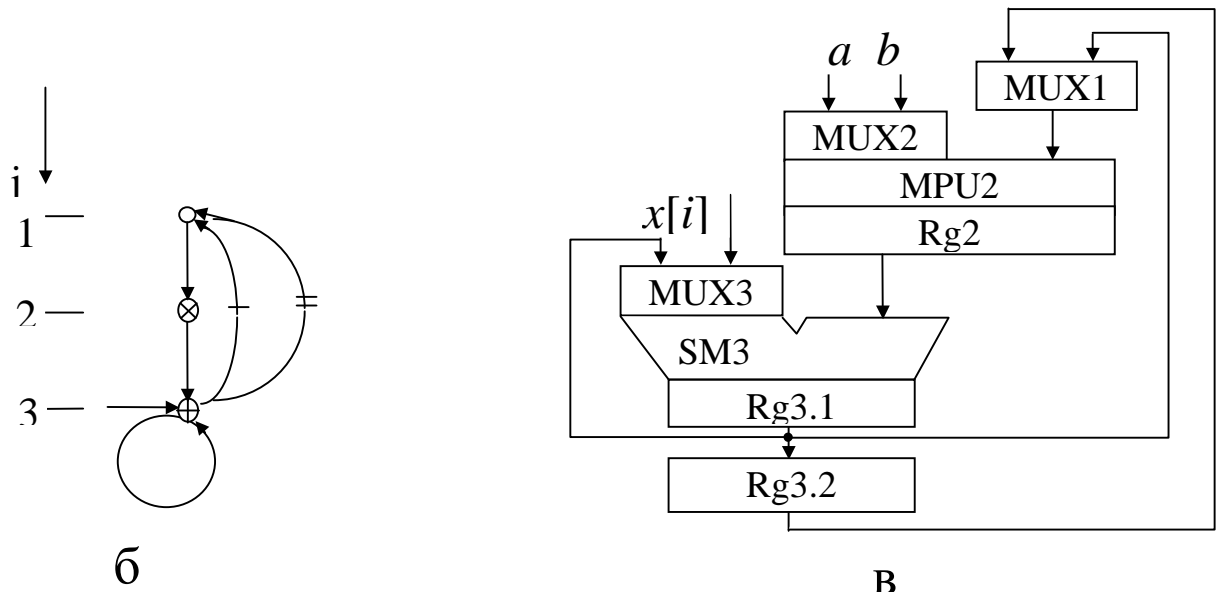 i
1
2
3
б
a b
MUX1
MUX2
MPU2
Rg2
x[i]
MUX3
SM3
Rg3.1
Rg3.2
в